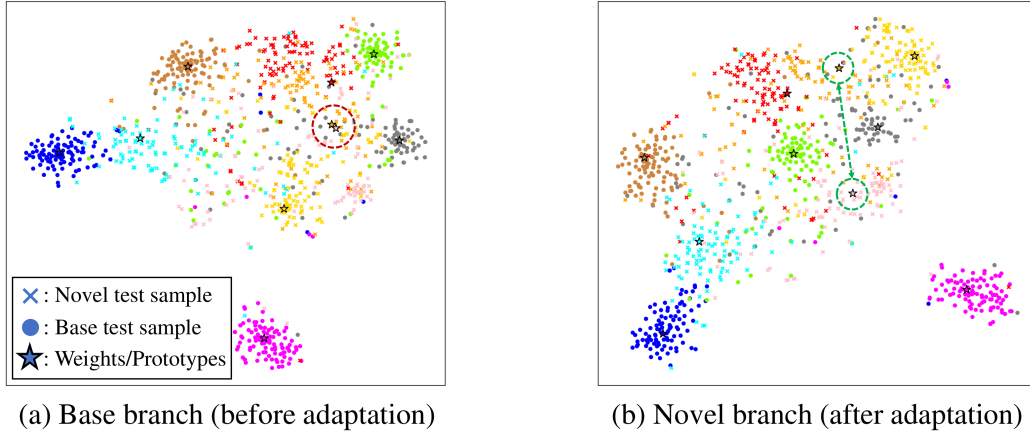 : Novel test sample
: Base test sample
: Weights/Prototypes
(a) Base branch (before adaptation)
(b) Novel branch (after adaptation)